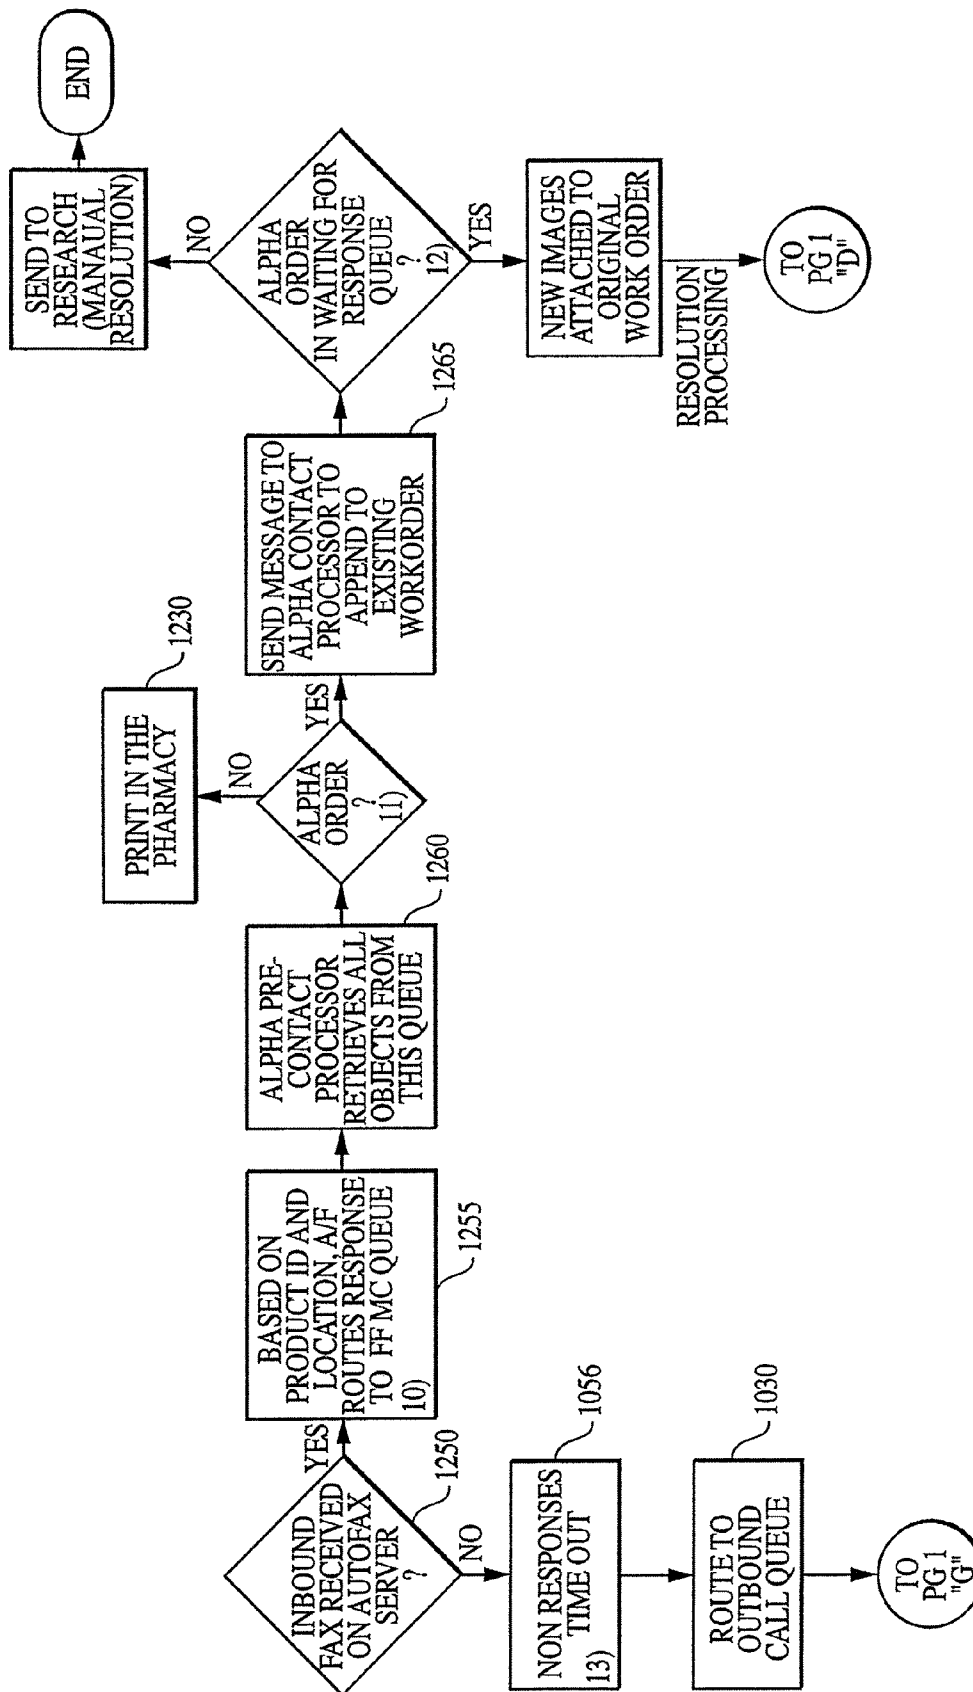 INBOUND
FAX RECEIVED
ON AUTOFAX
SERVER
?
1250
YES
NO
NON RESPONSES
TIME OUT
13)
1056
ROUTE TO
OUTBOUND
CALL QUEUE
1030
TO
PG 1
"G"
BASED ON
PRODUCT ID AND
LOCATION, A/F
ROUTES RESPONSE
TO FF MC QUEUE
10)
1255
ALPHA PRE-
CONTACT
PROCESSOR
RETRIEVES ALL
OBJECTS FROM
THIS QUEUE
1260
ALPHA
ORDER
?
11)
NO
YES
PRINT IN THE
PHARMACY
1230
SEND MESSAGE TO
ALPHA CONTACT
PROCESSOR TO
APPEND TO
EXISTING
WORKORDER
1265
ALPHA
ORDER
IN WAITING FOR
RESPONSE
QUEUE
?
12)
NO
YES
SEND TO
RESEARCH
(MANAUAL
RESOLUTION)
END
NEW IMAGES
ATTACHED TO
ORIGINAL
WORK ORDER
RESOLUTION
PROCESSING
TO
PG 1
"D"